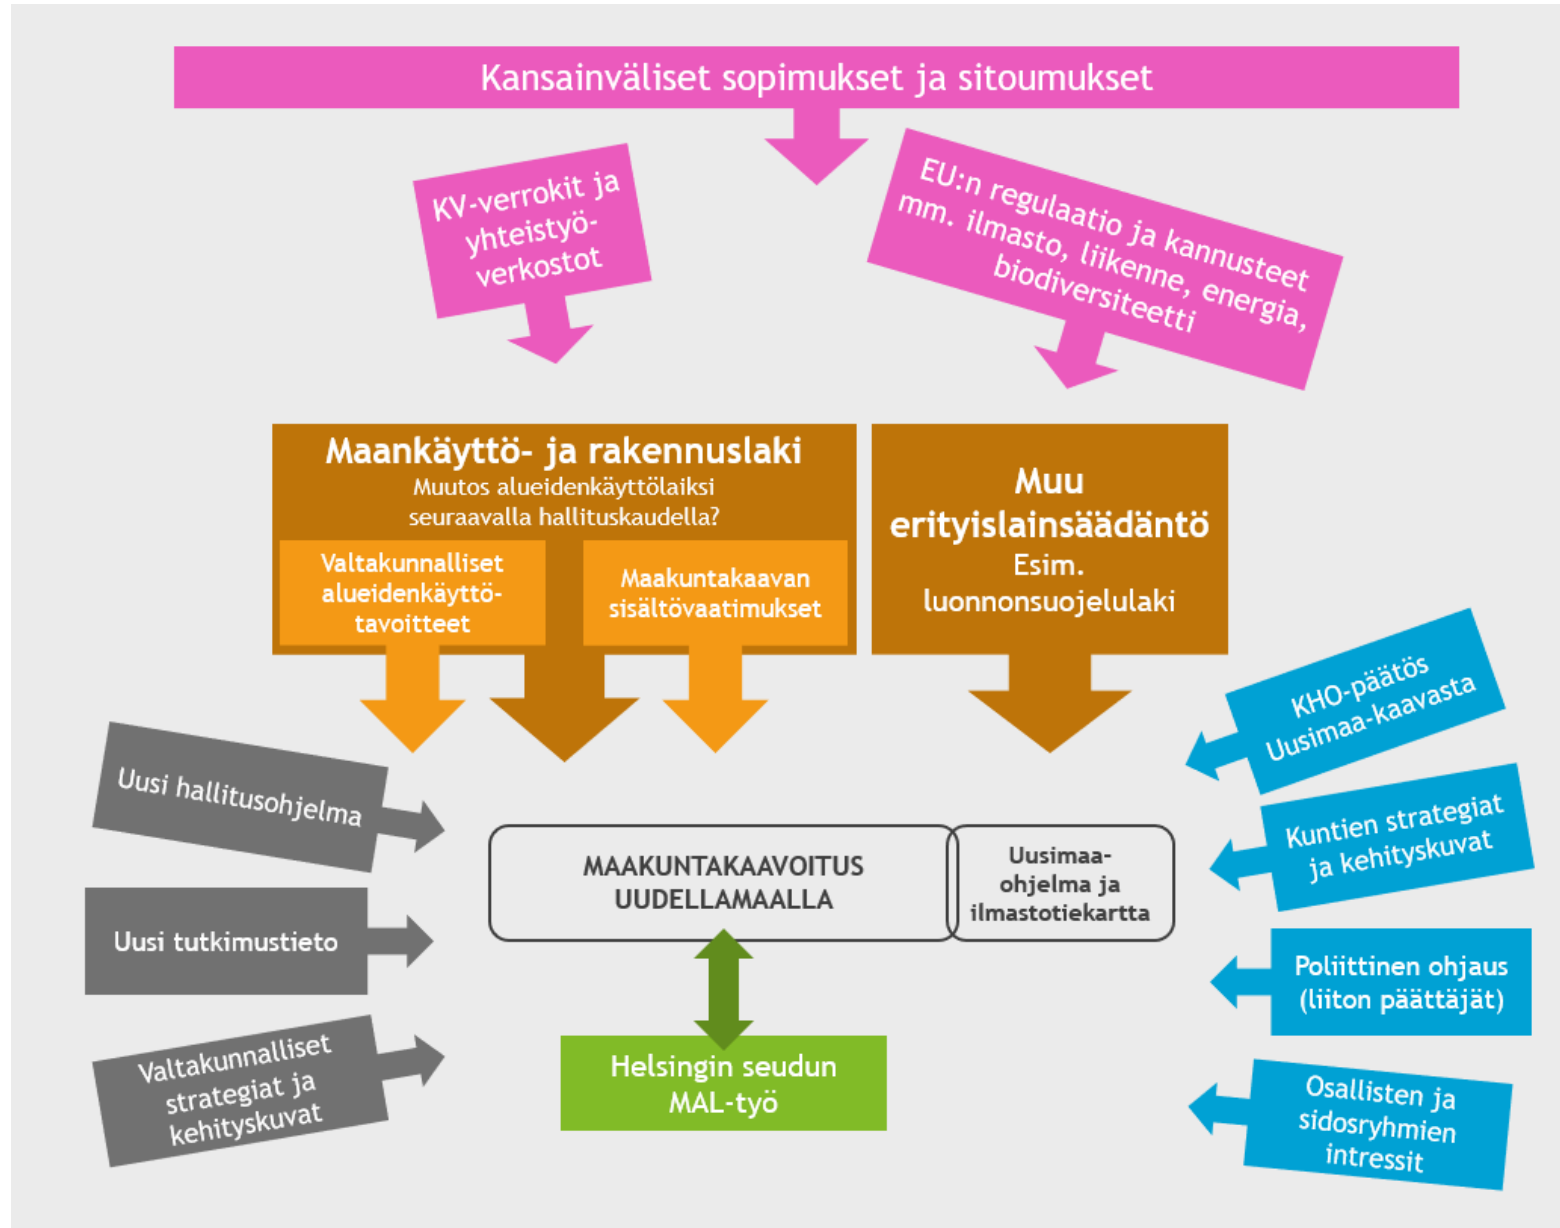 Kansainväliset sopimukset ja sitoumukset
KV-verrokit ja
yhteistyö-
verkostot
EU:n regulaatio ja kannusteet
mm. ilmasto, liikenne, energia,
biodiversiteetti
Maankäyttö- ja rakennuslaki
Muutos alueidenkäyttölaiksi
seuraavalla hallituskaudella?
Valtakunnalliset
alueidenkäyttö-
tavoitteet
Maakuntakaavan
sisältövaatimukset
Muu
erityislainsäädäntö
Esim.
luonnonsuojelulaki
Uusi hallitusohjelma
Uusi tutkimustieto
Valtakunnalliset
strategiat ja
kehityskuvat
MAAKUNTAKAAVOITUS
UUDELLAMAALLA
Uusimaa-
ohjelma ja
ilmastotiekartta
Helsingin seudun
MAL-työ
KHO-päätös
Uusimaa-kaavasta
Kuntien strategiat
ja kehityskuvat
Poliittinen ohjaus
(liiton päättäjät)
Osallisten ja
sidosryhmien
intressit